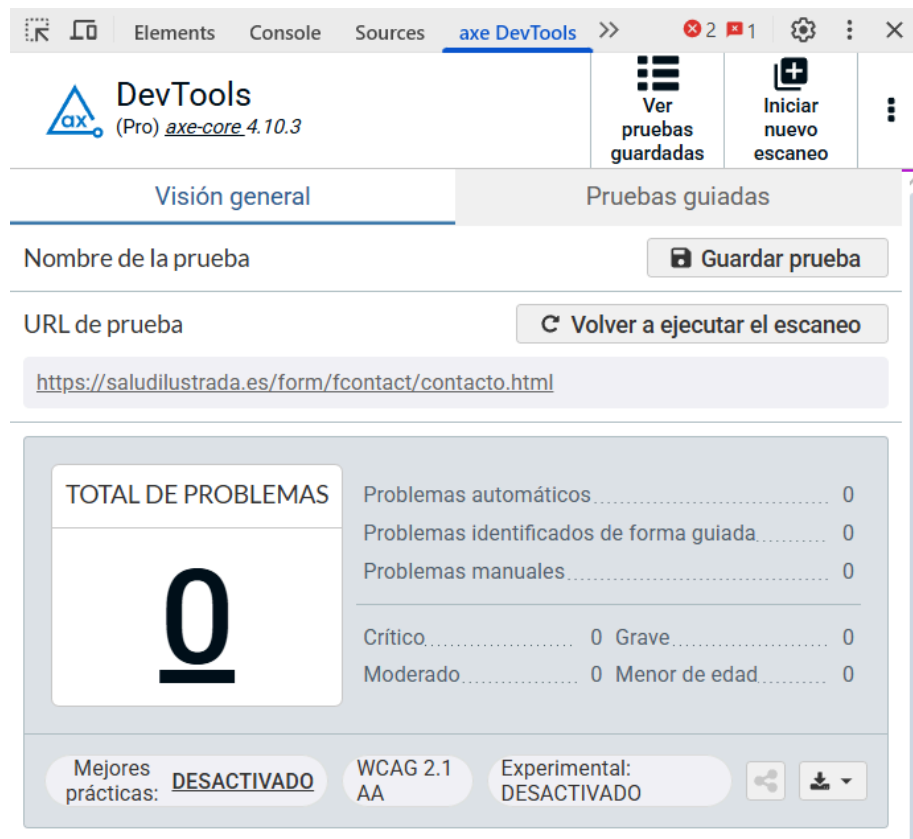 Elements Console Sources axe DevTools 2 1
DevTools
(Pro) axe-core 4.10.3
Ver pruebas guardadas
Iniciar nuevo escaneo
Visión general Pruebas guiadas
Nombre de la prueba Guardar prueba
URL de prueba Volver a ejecutar el escaneo
https://saludilustrada.es/form/fcontact/contacto.html
TOTAL DE PROBLEMAS
0
Problemas automáticos 0
Problemas identificados de forma guiada 0
Problemas manuales 0
Crítico 0 Grave 0
Moderado 0 Menor de edad 0
Mejores prácticas: DESACTIVADO
WCAG 2.1 AA
Experimental: DESACTIVADO